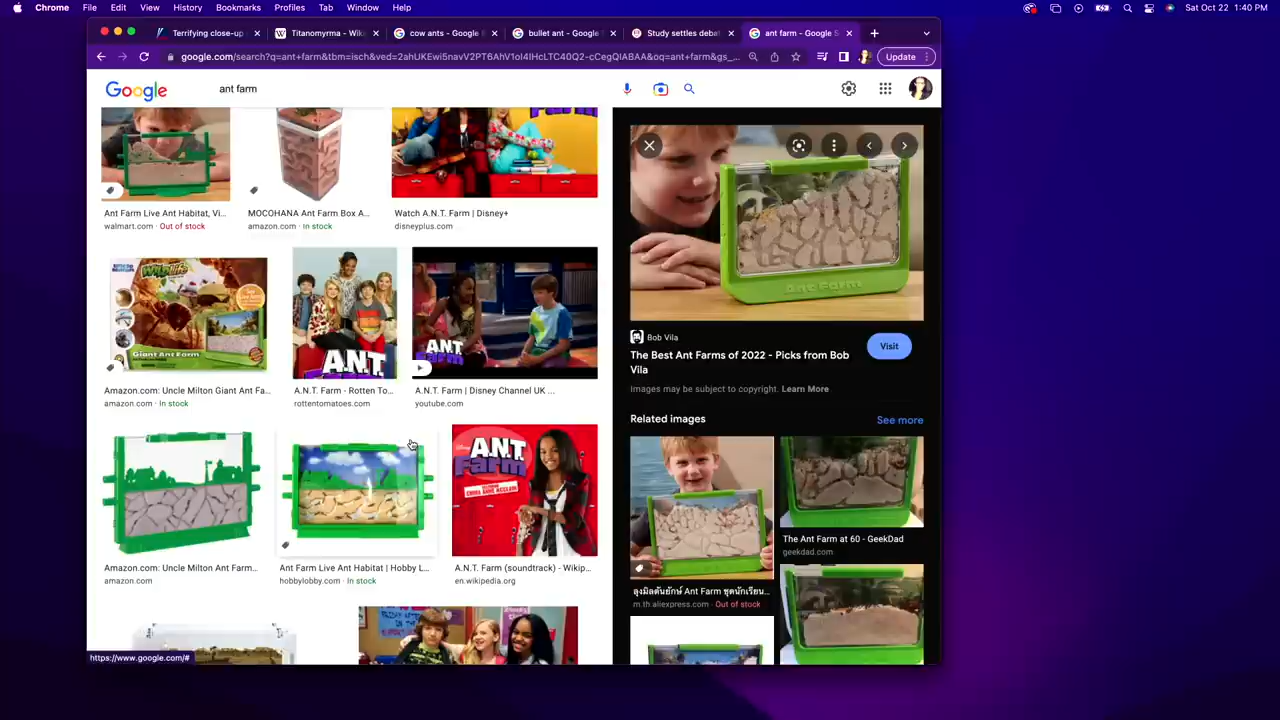 Chrome File Edit View History Bookmarks Profiles Tab Window Help
Sat Oct 22 1:40 PM
Terrifying close-up
Titanomyrma - Wiki
cow ants - Google
bullet ant - Google
Study settles debat
ant farm - Google S
google.com/search?q=ant+farm&tbm=isch&ved=2ahUKEwi5navV2PT6AhV1oI4IHcLTC40Q2-cCegQIABAA&oq=ant+farm&gs_...
Update
Google
ant farm
Ant Farm Live Ant Habitat, Vi...
walmart.com · Out of stock
MOCOHANA Ant Farm Box A...
amazon.com · In stock
Watch A.N.T. Farm | Disney+
disneyplus.com
Giant Ant Farm
Amazon.com: Uncle Milton Giant Ant Fa...
amazon.com · In stock
A.N.T.
A.N.T. Farm - Rotten To...
rottentomatoes.com
A.N.T. Farm
A.N.T. Farm | Disney Channel UK ...
youtube.com
Amazon.com: Uncle Milton Ant Farm...
amazon.com
Ant Farm Live Ant Habitat | Hobby L...
hobbylobby.com · In stock
A.N.T. Farm
FEATURING
CHINA ANNE McCLAIN
A.N.T. Farm (soundtrack) - Wikip...
en.wikipedia.org
https://www.google.com/#
Ant Farm
Bob Vila
The Best Ant Farms of 2022 - Picks from Bob
Vila
Visit
Images may be subject to copyright. Learn More
Related images
See more
ลุงมิลตันยักษ์ Ant Farm ชุดนักเรียน...
m.th.aliexpress.com · Out of stock
The Ant Farm at 60 - GeekDad
geekdad.com